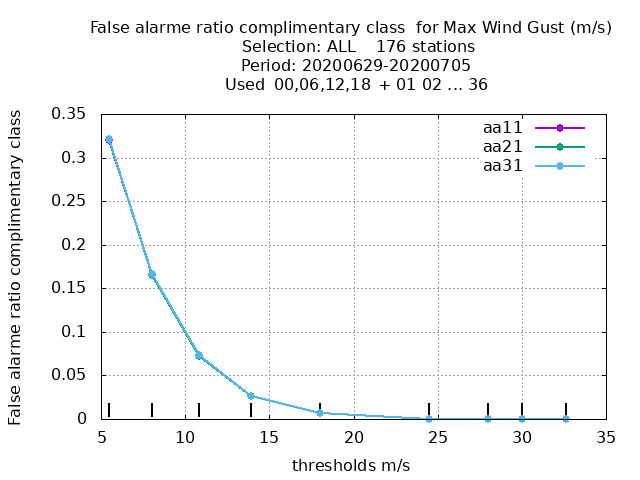 False alarme ratio complimentary class  for Max Wind Gust (m/s)
Selection: ALL    176 stations
Period: 20200629-20200705
Used  00,06,12,18 + 01 02 ... 36
False alarme ratio complimentary class
0.35
0.3
0.25
0.2
0.15
0.1
0.05
0
aa11
aa21
aa31
5 10 15 20 25 30 35
thresholds m/s